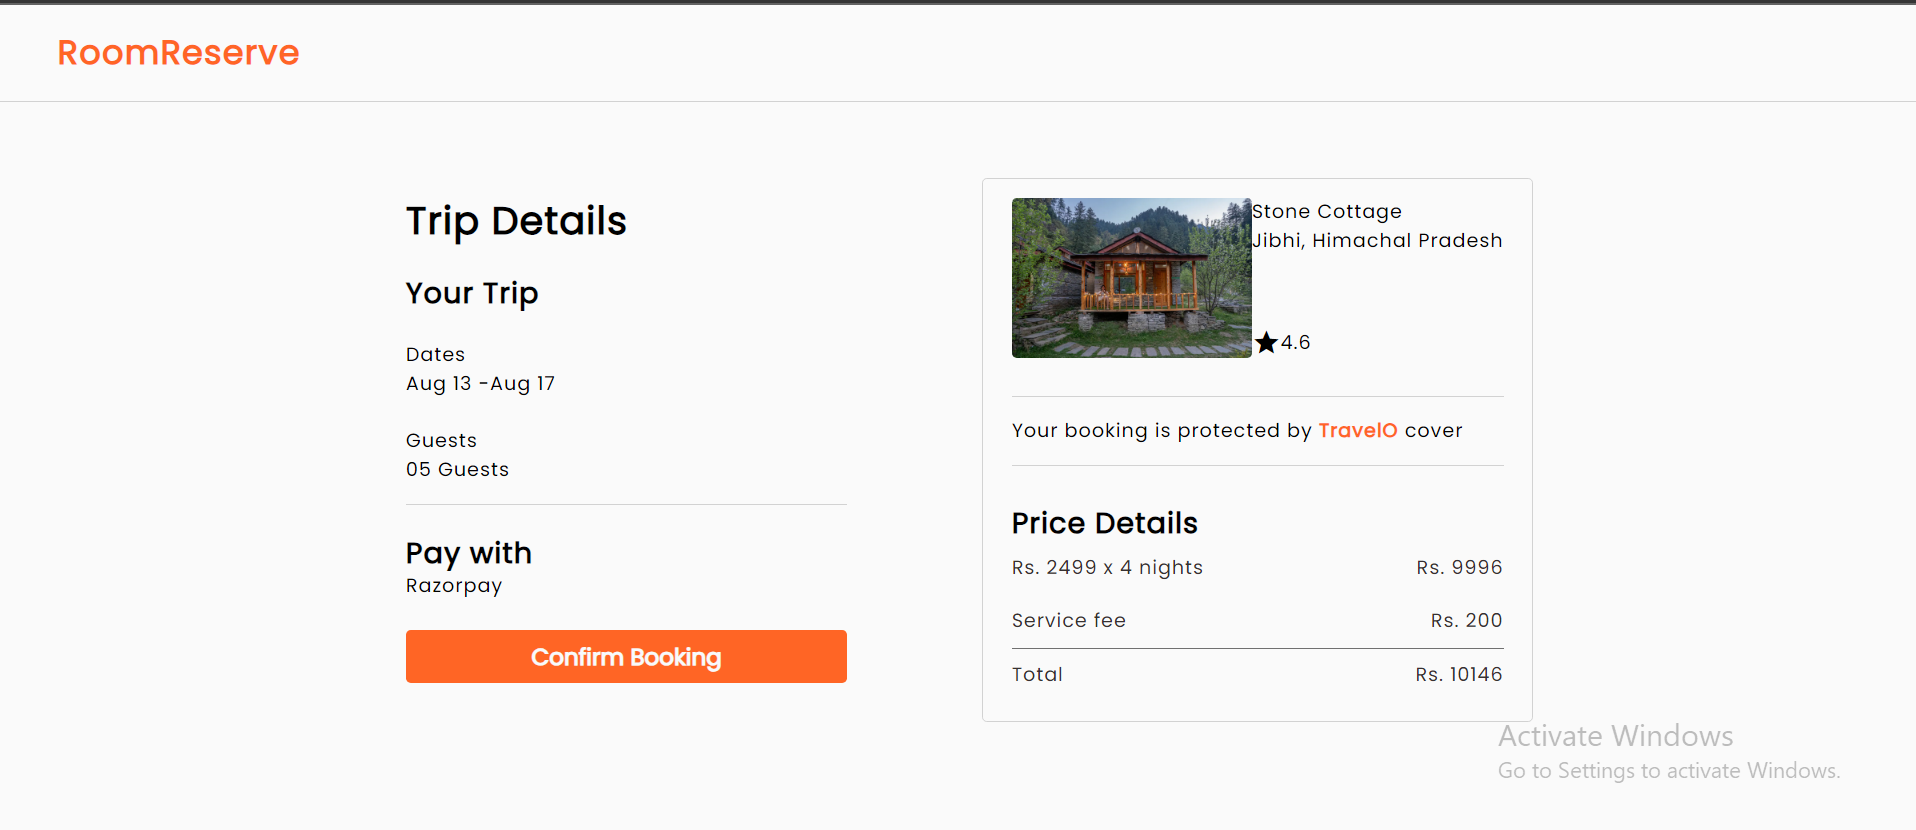 RoomReserve
Trip Details
Your Trip
Dates
Aug 13 -Aug 17
Guests
05 Guests
Pay with
Razorpay
Confirm Booking
Stone Cottage
Jibhi, Himachal Pradesh
4.6
Your booking is protected by TravelO cover
Price Details
Rs. 2499 x 4 nights Rs. 9996
Service fee Rs. 200
Total Rs. 10146
Activate Windows
Go to Settings to activate Windows.